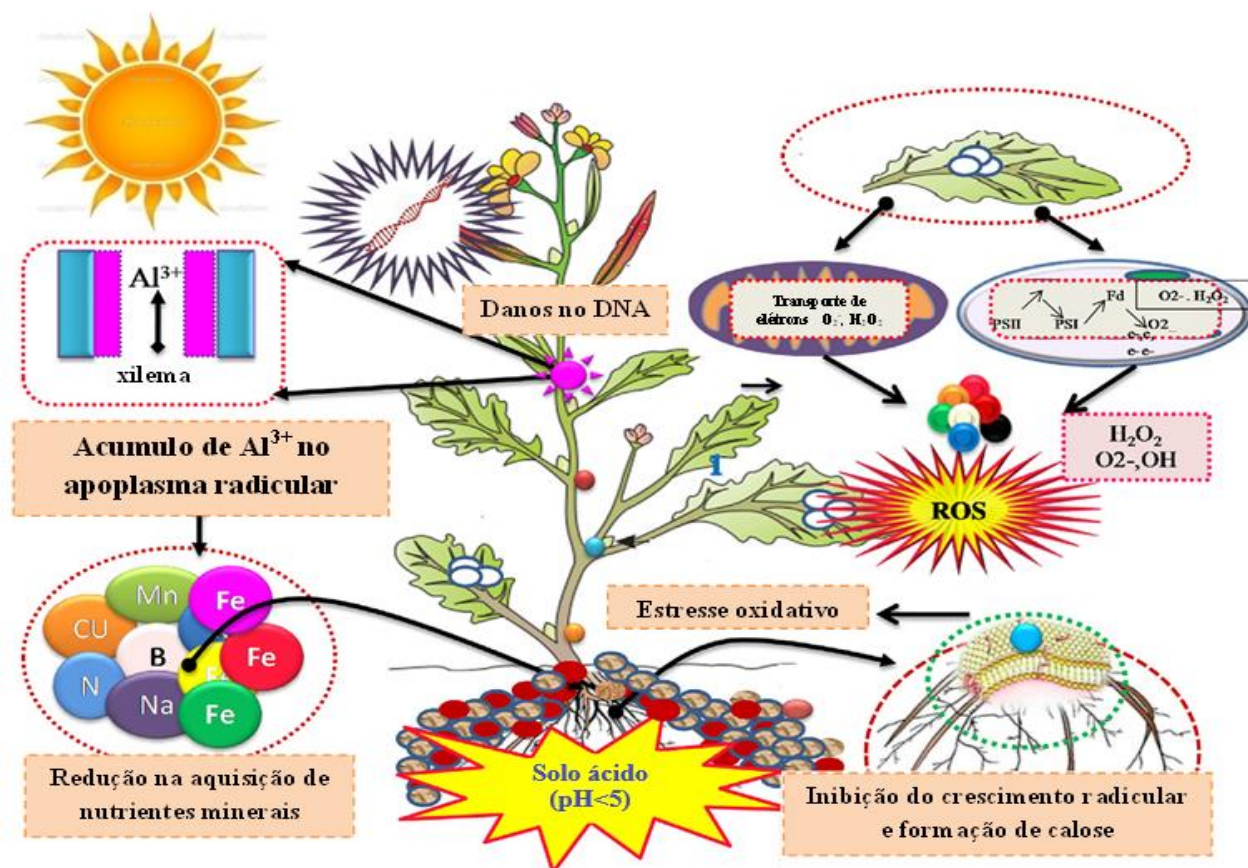 Danos no DNA
Al³⁺
xilema
Acumulo de Al³⁺ no
apoplasma radicular
Mn
Fe
CU
B
Fe
N
Na
Fe
Redução na aquisição de
nutrientes minerais
Solo ácido
(pH<5)
Transporte de
elétrons O₂⁻, H₂O₂
PSII
PSI
Fd
O2-. H₂O₂
O2_
e- e-
H₂O₂
O2-,OH
1
ROS
Estresse oxidativo
Inibição do crescimento radicular
e formação de calose